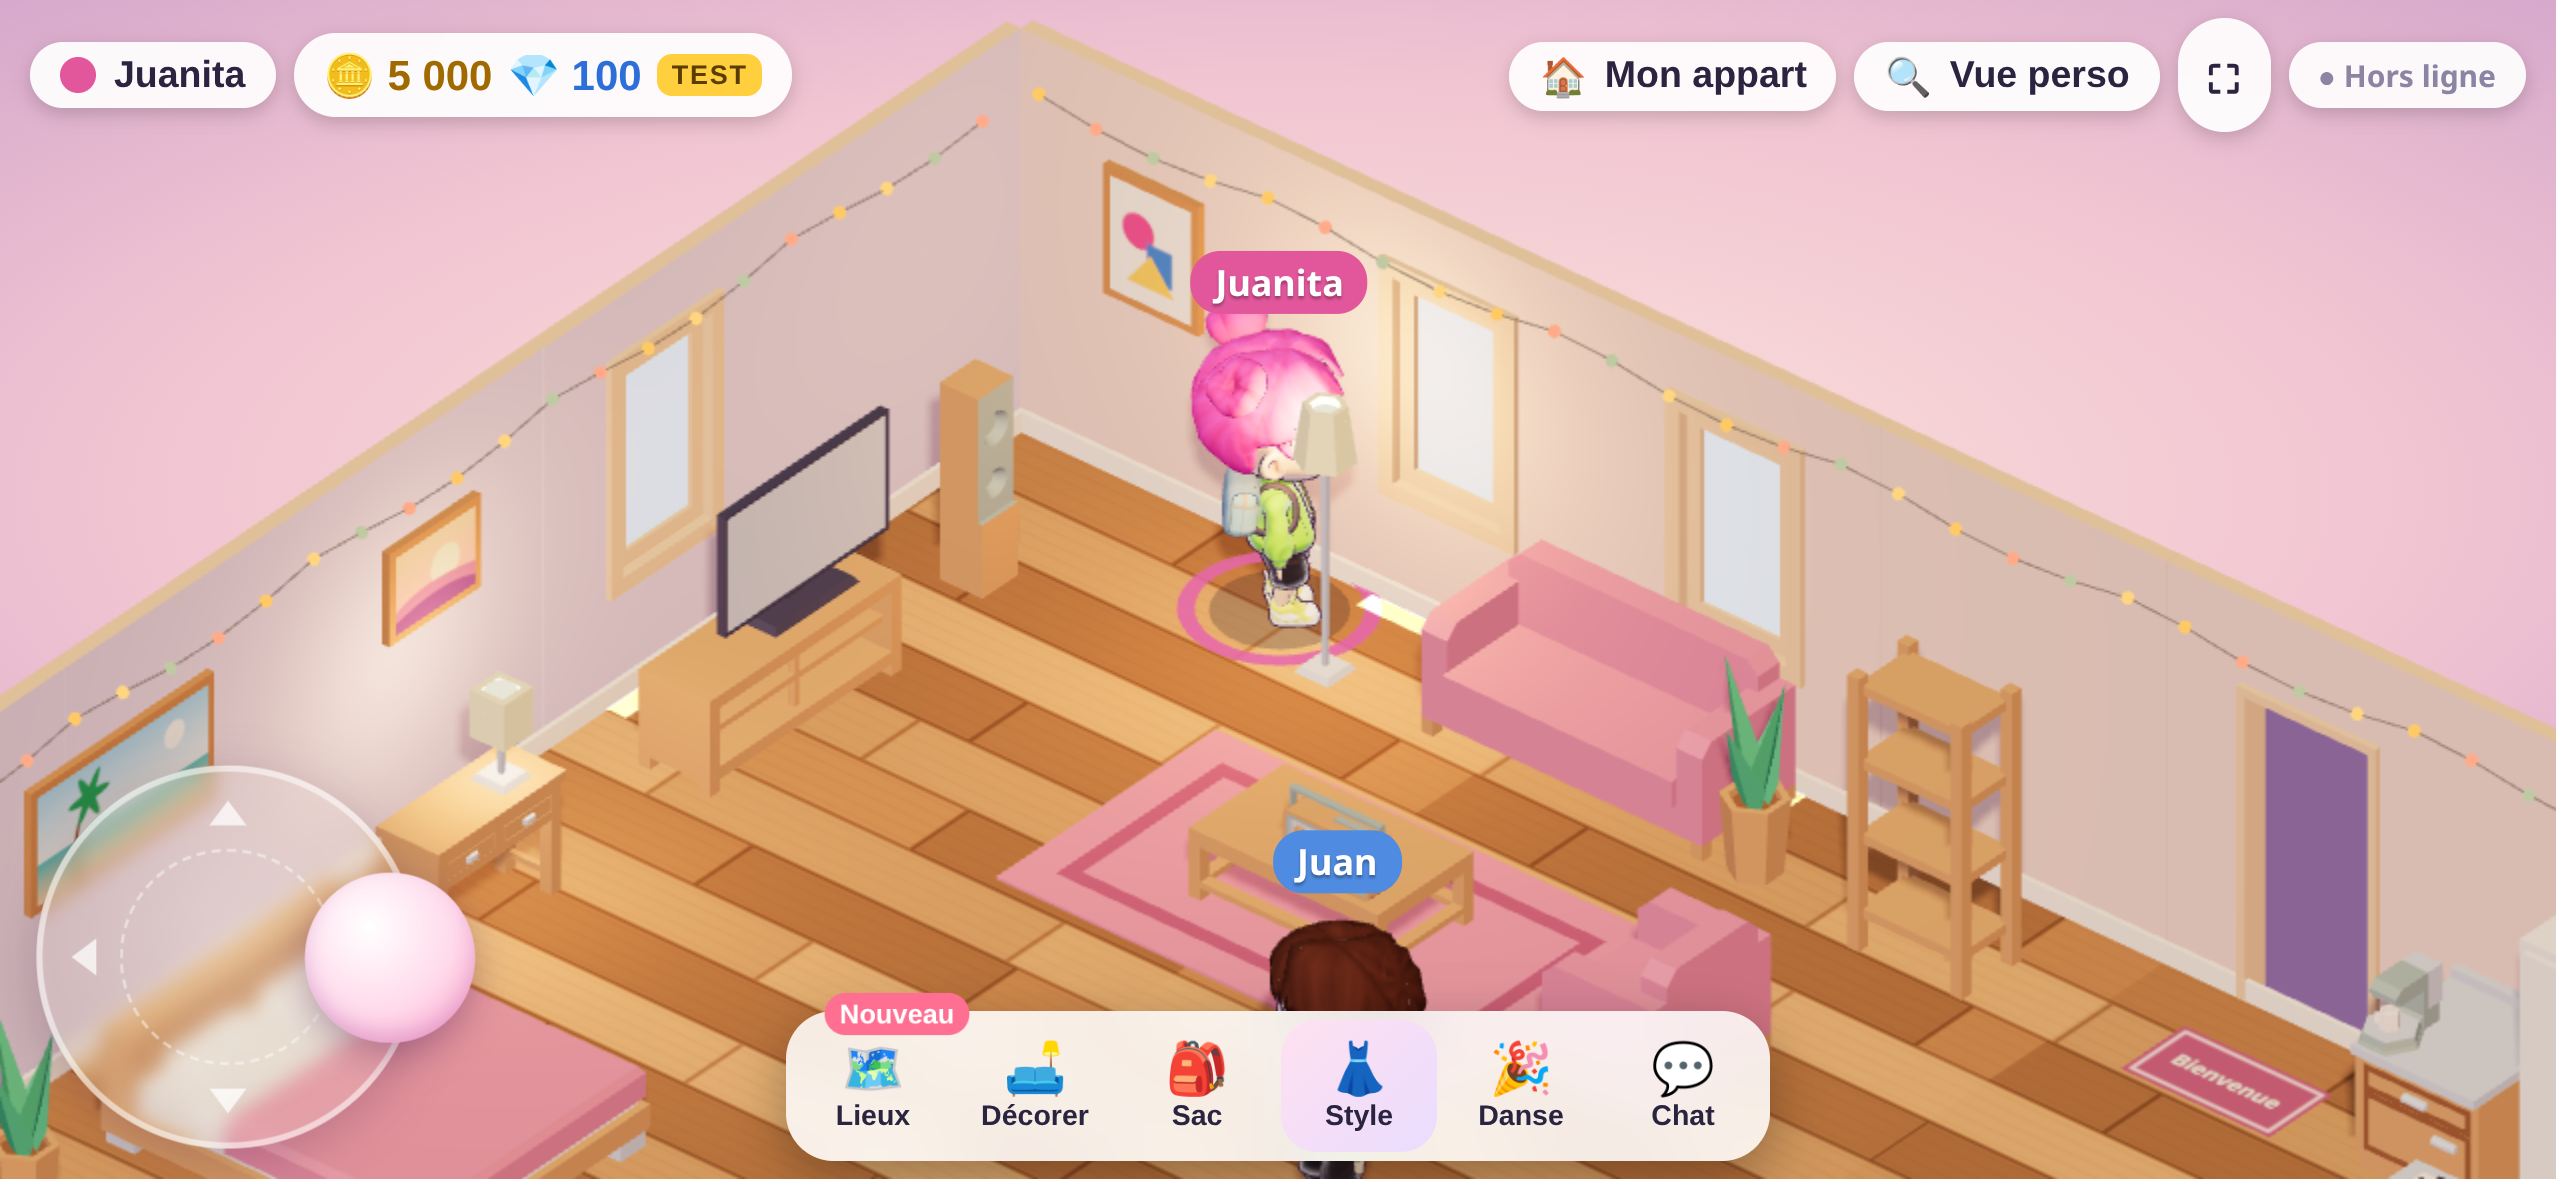 Juanita
5 000
100
TEST
Mon appart
Vue perso
Hors ligne
Juanita
Juan
Nouveau
Lieux
Décorer
Sac
Style
Danse
Chat
Bienvenue